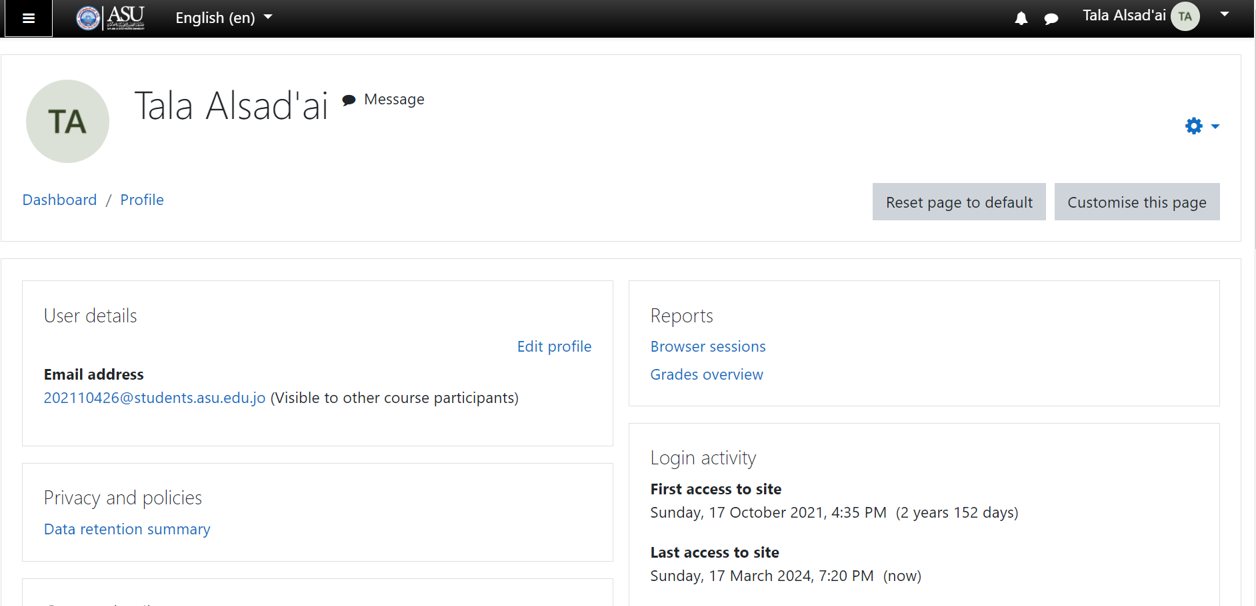 ASU
English (en)
Tala Alsad'ai
TA
TA
Tala Alsad'ai
Message
Dashboard / Profile
Reset page to default
Customise this page
User details
Edit profile
Email address
202110426@students.asu.edu.jo (Visible to other course participants)
Privacy and policies
Data retention summary
Reports
Browser sessions
Grades overview
Login activity
First access to site
Sunday, 17 October 2021, 4:35 PM (2 years 152 days)
Last access to site
Sunday, 17 March 2024, 7:20 PM (now)